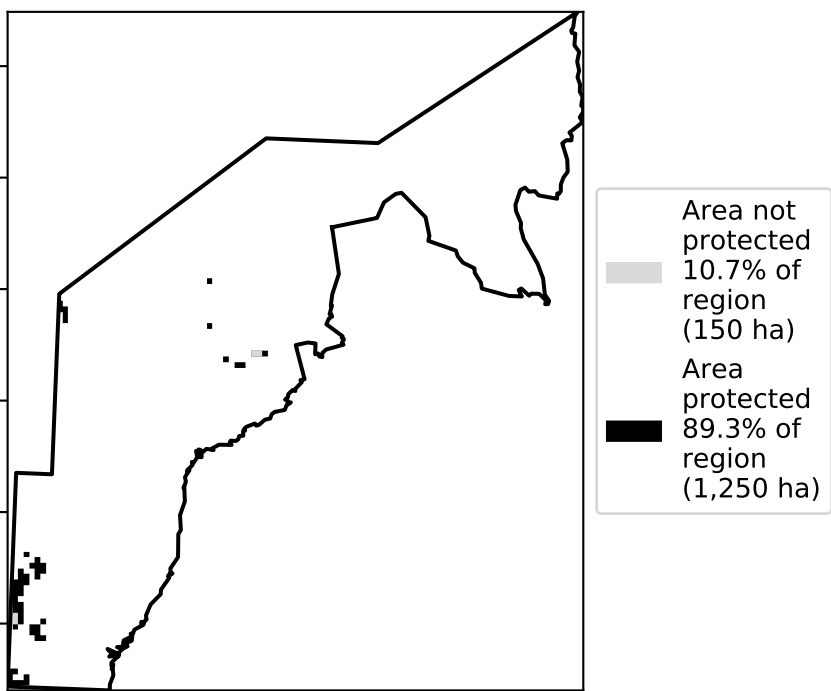 Area not
protected
10.7% of
region
(150 ha)
Area
protected
89.3% of
region
(1,250 ha)